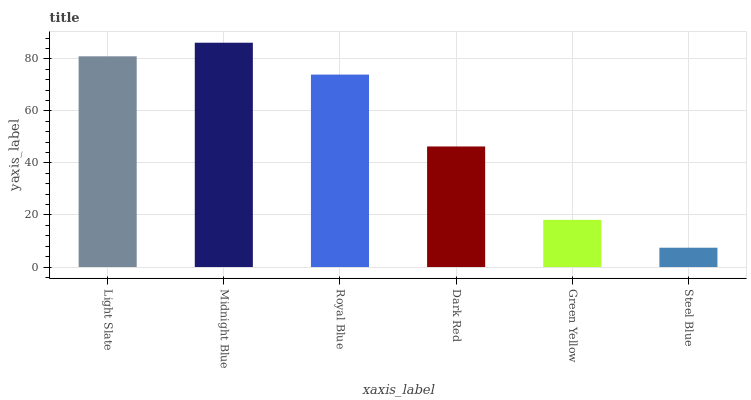 title
80
60
40
20
0
yaxis_label
Light Slate
Midnight Blue
Royal Blue
Dark Red
Green Yellow
Steel Blue
xaxis_label